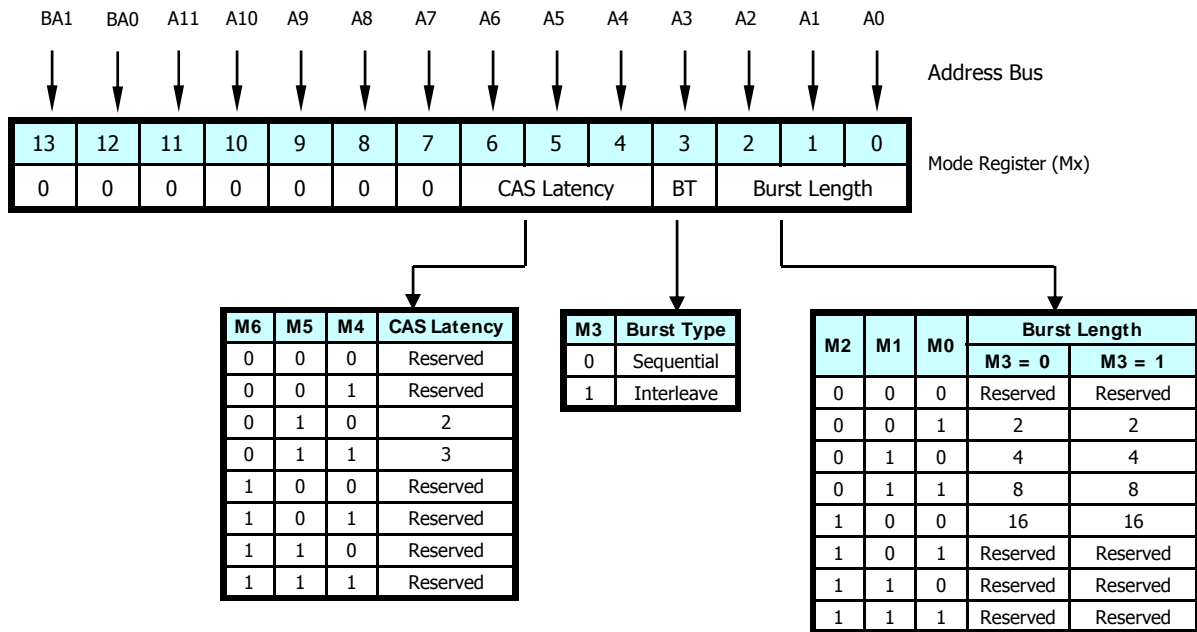 BA1 BA0 A11 A10 A9 A8 A7 A6 A5 A4 A3 A2 A1 A0
Address Bus
13 12 11 10 9 8 7 6 5 4 3 2 1 0
Mode Register (Mx)
0 0 0 0 0 0 0 CAS Latency BT Burst Length
M6 M5 M4 CAS Latency
0 0 0 Reserved
0 0 1 Reserved
0 1 0 2
0 1 1 3
1 0 0 Reserved
1 0 1 Reserved
1 1 0 Reserved
1 1 1 Reserved
M3 Burst Type
0 Sequential
1 Interleave
M2 M1 M0 Burst Length
M3 = 0 M3 = 1
0 0 0 Reserved Reserved
0 0 1 2 2
0 1 0 4 4
0 1 1 8 8
1 0 0 16 16
1 0 1 Reserved Reserved
1 1 0 Reserved Reserved
1 1 1 Reserved Reserved